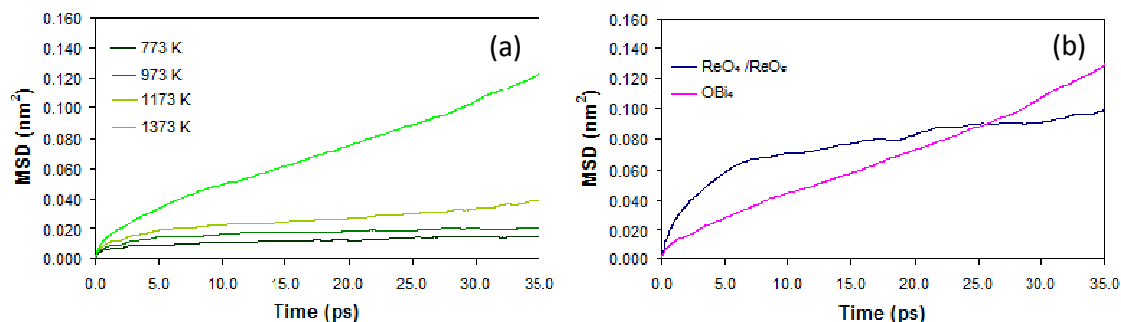 (a)
MSD (nm²)
0.160
0.140
0.120
0.100
0.080
0.060
0.040
0.020
0.000
773 K
973 K
1173 K
1373 K
0.0 5.0 10.0 15.0 20.0 25.0 30.0 35.0
Time (ps)
(b)
MSD (nm²)
0.160
0.140
0.120
0.100
0.080
0.060
0.040
0.020
0.000
ReO₄ /ReO₅
OBi₄
0.0 5.0 10.0 15.0 20.0 25.0 30.0 35.0
Time (ps)